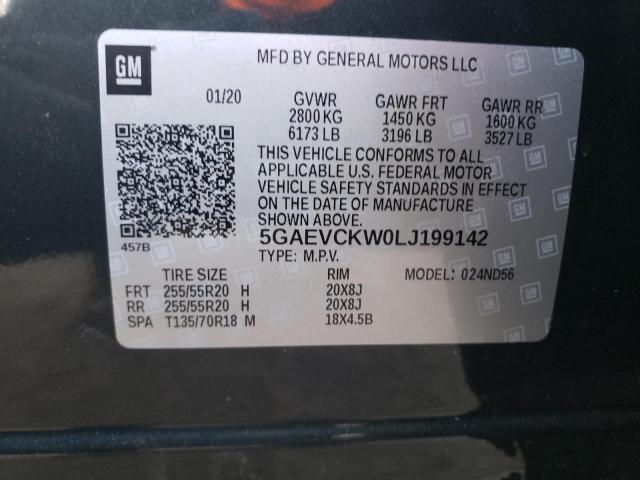 GM
MFD BY GENERAL MOTORS LLC
01/20 GVWR GAWR FRT GAWR RR
2800 KG 1450 KG 1600 KG
6173 LB 3196 LB 3527 LB
THIS VEHICLE CONFORMS TO ALL
APPLICABLE U.S. FEDERAL MOTOR
VEHICLE SAFETY STANDARDS IN EFFECT
ON THE DATE OF MANUFACTURE
SHOWN ABOVE.
457B
5GAEVCKW0LJ199142
TYPE: M.P.V.
TIRE SIZE RIM MODEL: 024ND56
FRT 255/55R20 H 20X8J
RR 255/55R20 H 20X8J
SPA T135/70R18 M 18X4.5B